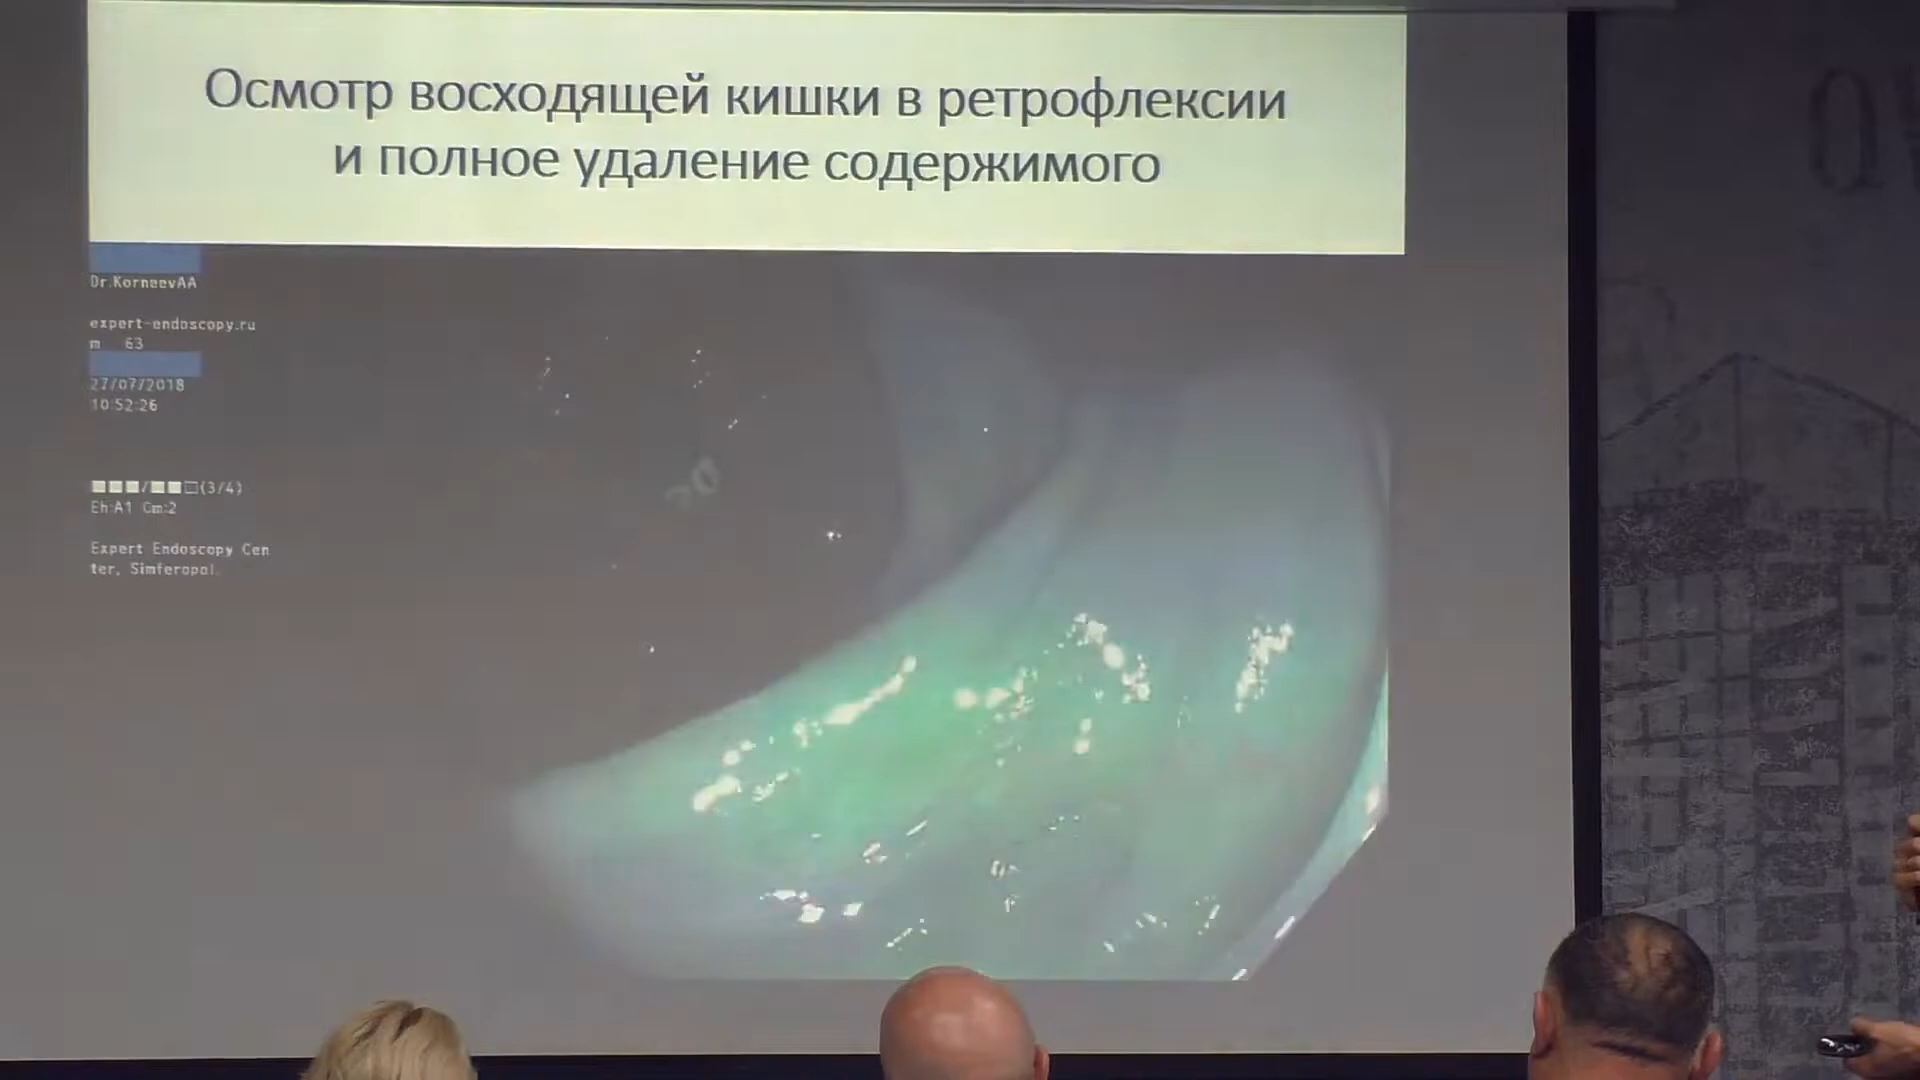 Осмотр восходящей кишки в ретрофлексии
и полное удаление содержимого
Dr.KorneevAA
expert-endoscopy.ru
m 63
27/07/2018
10:52:26
(3/4)
Eh:A1 Cm:2
Expert Endoscopy Cen
ter, Simferopol.